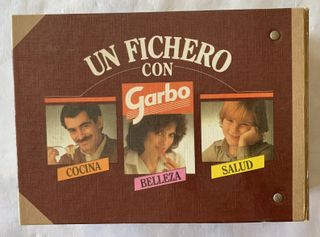 UN FICHERO
CON
Garbo
COCINA
BELLEZA
SALUD